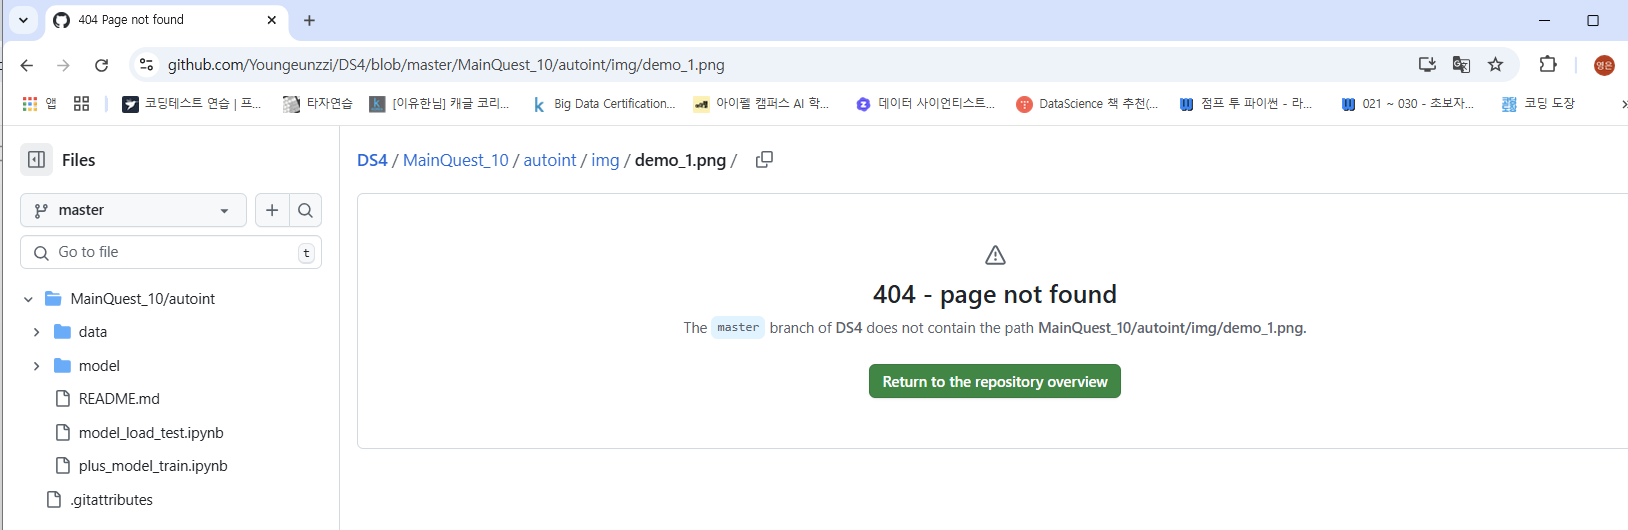 404 Page not found
github.com/Youngeunzzi/DS4/blob/master/MainQuest_10/autoint/img/demo_1.png
영은
앱
코딩테스트 연습 | 프...
타자연습
[이유한님] 캐글 코리...
Big Data Certification...
아이펠 캠퍼스 AI 학...
데이터 사이언티스트...
DataScience 책 추천(...
점프 투 파이썬 - 라...
021 ~ 030 - 초보자...
코딩 도장
Files
DS4 / MainQuest_10 / autoint / img / demo_1.png /
master
Go to file
t
MainQuest_10/autoint
data
model
README.md
model_load_test.ipynb
plus_model_train.ipynb
.gitattributes
404 - page not found
The master branch of DS4 does not contain the path MainQuest_10/autoint/img/demo_1.png.
Return to the repository overview